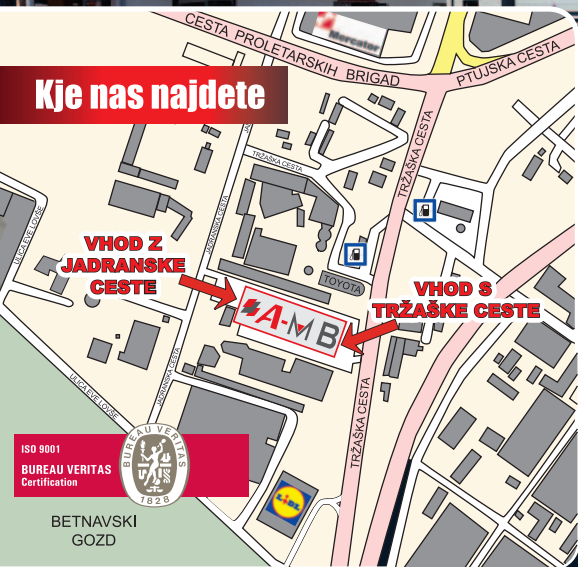 Mercator
CESTA PROLETARSKIH BRIGAD
PTUJSKA CESTA
Kje nas najdete
TRŽAŠKA CESTA
TRŽAŠKA CESTA
JADRANSKA CESTA
ULICA EVE LOVŠE
VHOD Z
JADRANSKE
CESTE
TOYOTA
VHOD S
TRŽAŠKE CESTE
A-MB
JADRANSKA CESTA
ULICA EVE LOVŠE
TRŽAŠKA CESTA
ISO 9001
BUREAU VERITAS
Certification
BUREAU VERITAS
1828
LIDL
BETNAVSKI
GOZD